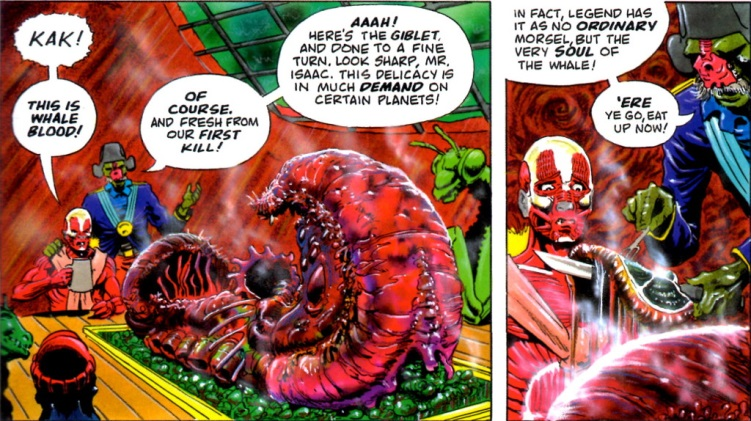 KAK!
THIS IS
WHALE
BLOOD!
OF
COURSE,
AND FRESH FROM
OUR FIRST
KILL!
AAAH!
HERE'S THE GIBLET,
AND DONE TO A FINE
TURN. LOOK SHARP, MR.
ISAAC. THIS DELICACY IS
IN MUCH DEMAND ON
CERTAIN PLANETS!
IN FACT, LEGEND HAS
IT AS NO ORDINARY
MORSEL, BUT THE
VERY SOUL OF
THE WHALE!
'ERE
YE GO, EAT
UP NOW!